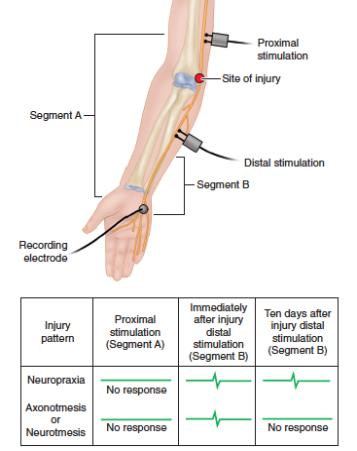 Proximal
stimulation
Site of injury
Segment A
Distal stimulation
Segment B
Recording
electrode
Injury
pattern
Proximal
stimulation
(Segment A)
Immediately
after injury
distal
stimulation
(Segment B)
Ten days after
injury distal
stimulation
(Segment B)
Neuropraxia
No response
Axonotmesis
or
Neurotmesis
No response
No response